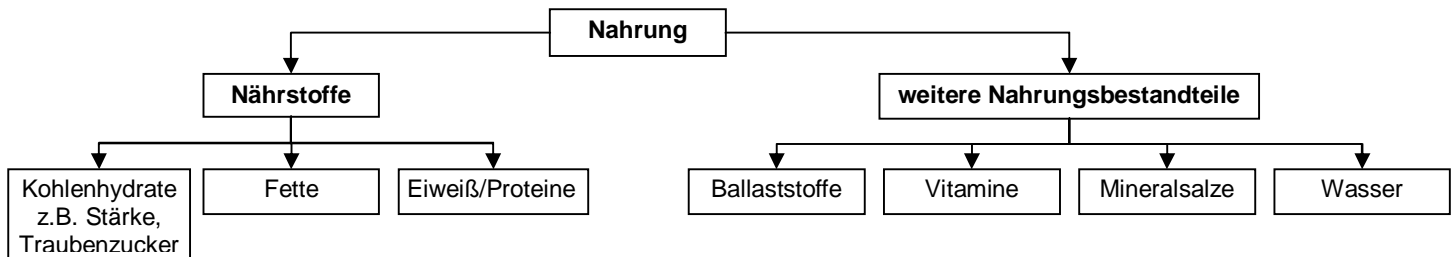 Nahrung
Nährstoffe
weitere Nahrungsbestandteile
Kohlenhydrate
z.B. Stärke,
Traubenzucker
Fette
Eiweiß/Proteine
Ballaststoffe
Vitamine
Mineralsalze
Wasser